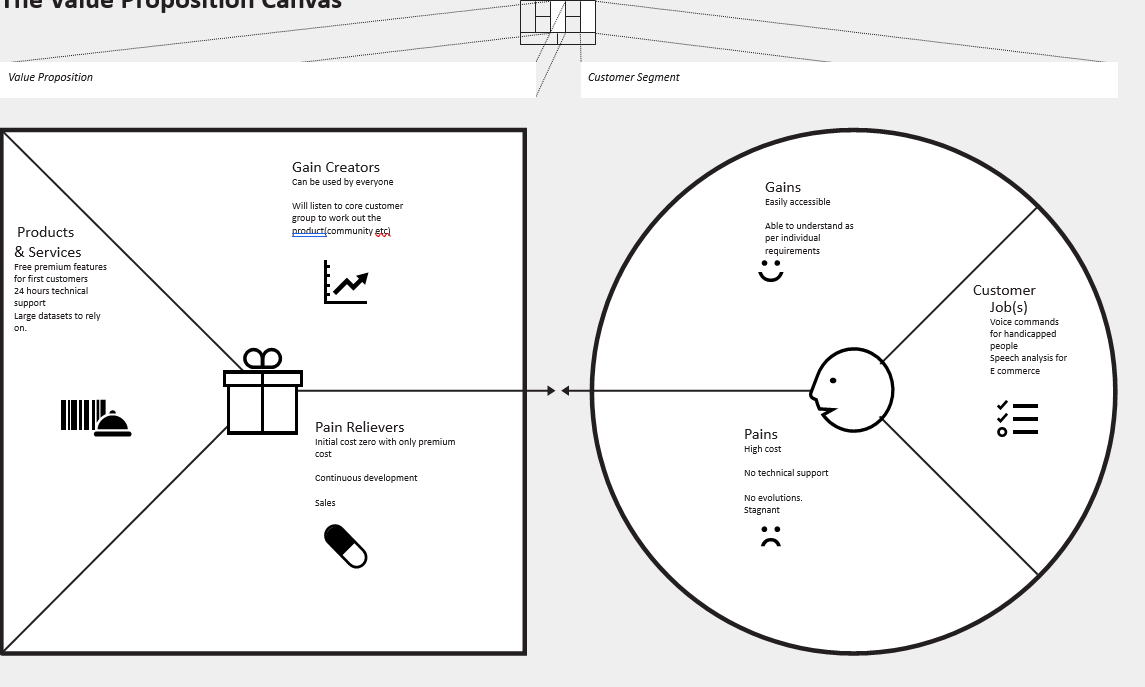 The Value Proposition Canvas
Value Proposition
Customer Segment
Gain Creators
Can be used by everyone
Will listen to core customer
group to work out the
product(community etc)
Products
& Services
Free premium features
for first customers
24 hours technical
support
Large datasets to rely
on.
Pain Relievers
Initial cost zero with only premium
cost
Continuous development
Sales
Gains
Easily accessible
Able to understand as
per individual
requirements
Customer
Job(s)
Voice commands
for handicapped
people
Speech analysis for
E commerce
Pains
High cost
No technical support
No evolutions.
Stagnant